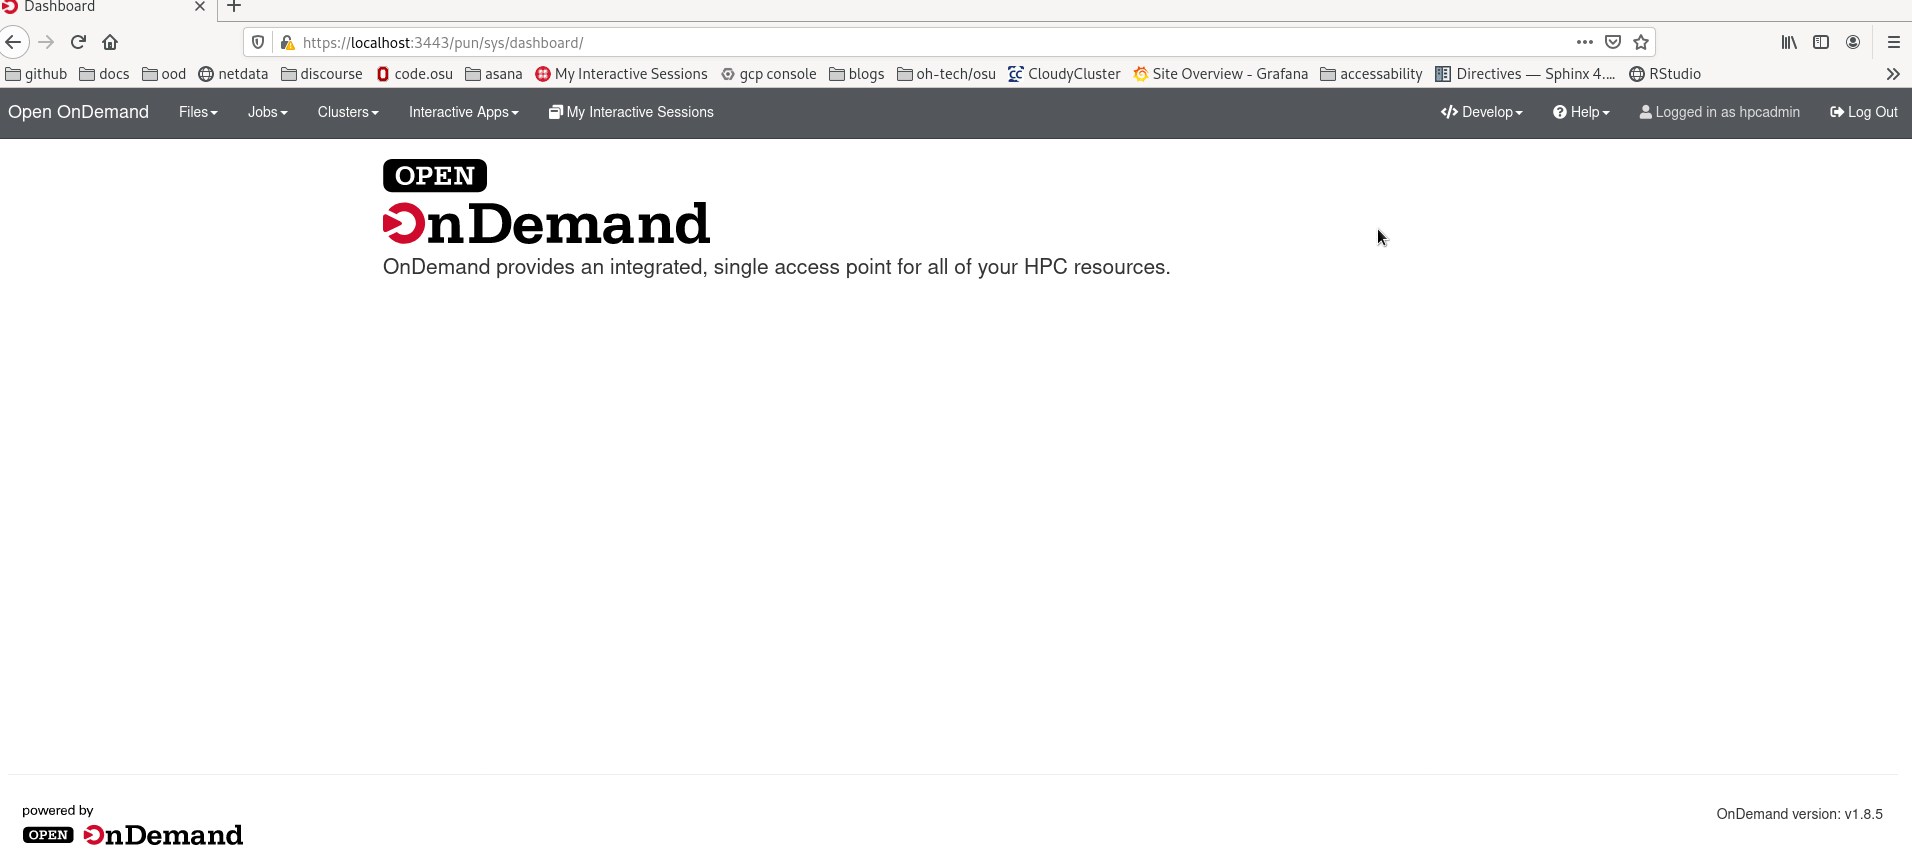 Dashboard
https://localhost:3443/pun/sys/dashboard/
github docs ood netdata discourse code.osu asana My Interactive Sessions gcp console blogs oh-tech/osu CloudyCluster Site Overview - Grafana accessability Directives — Sphinx 4.... RStudio
Open OnDemand Files Jobs Clusters Interactive Apps My Interactive Sessions Develop Help Logged in as hpcadmin Log Out
OPEN
OnDemand
OnDemand provides an integrated, single access point for all of your HPC resources.
powered by
OPEN OnDemand
OnDemand version: v1.8.5